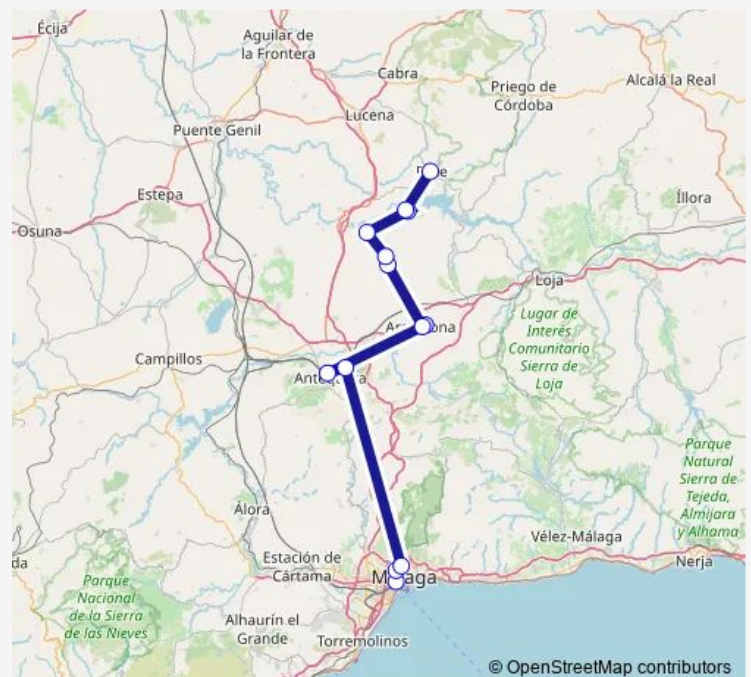 Écija
Aguilar de
la Frontera
Cabra
Alcalá la Real
Priego de
Córdoba
Lucena
Puente Genil
Estepa
Íllora
Osuna
Loja
Lugar de
Interés
Comunitario
Sierra de
Loja
Campillos
Parque
Natural
Sierra de
Tejeda,
Almijara
y Alhama
Álora
Vélez-Málaga
Estación de
Cártama
Nerja
da
Málaga
Parque
Nacional
de la Sierra
de las Nieves
Alhaurín el
Grande
Torremolinos
© OpenStreetMap contributors